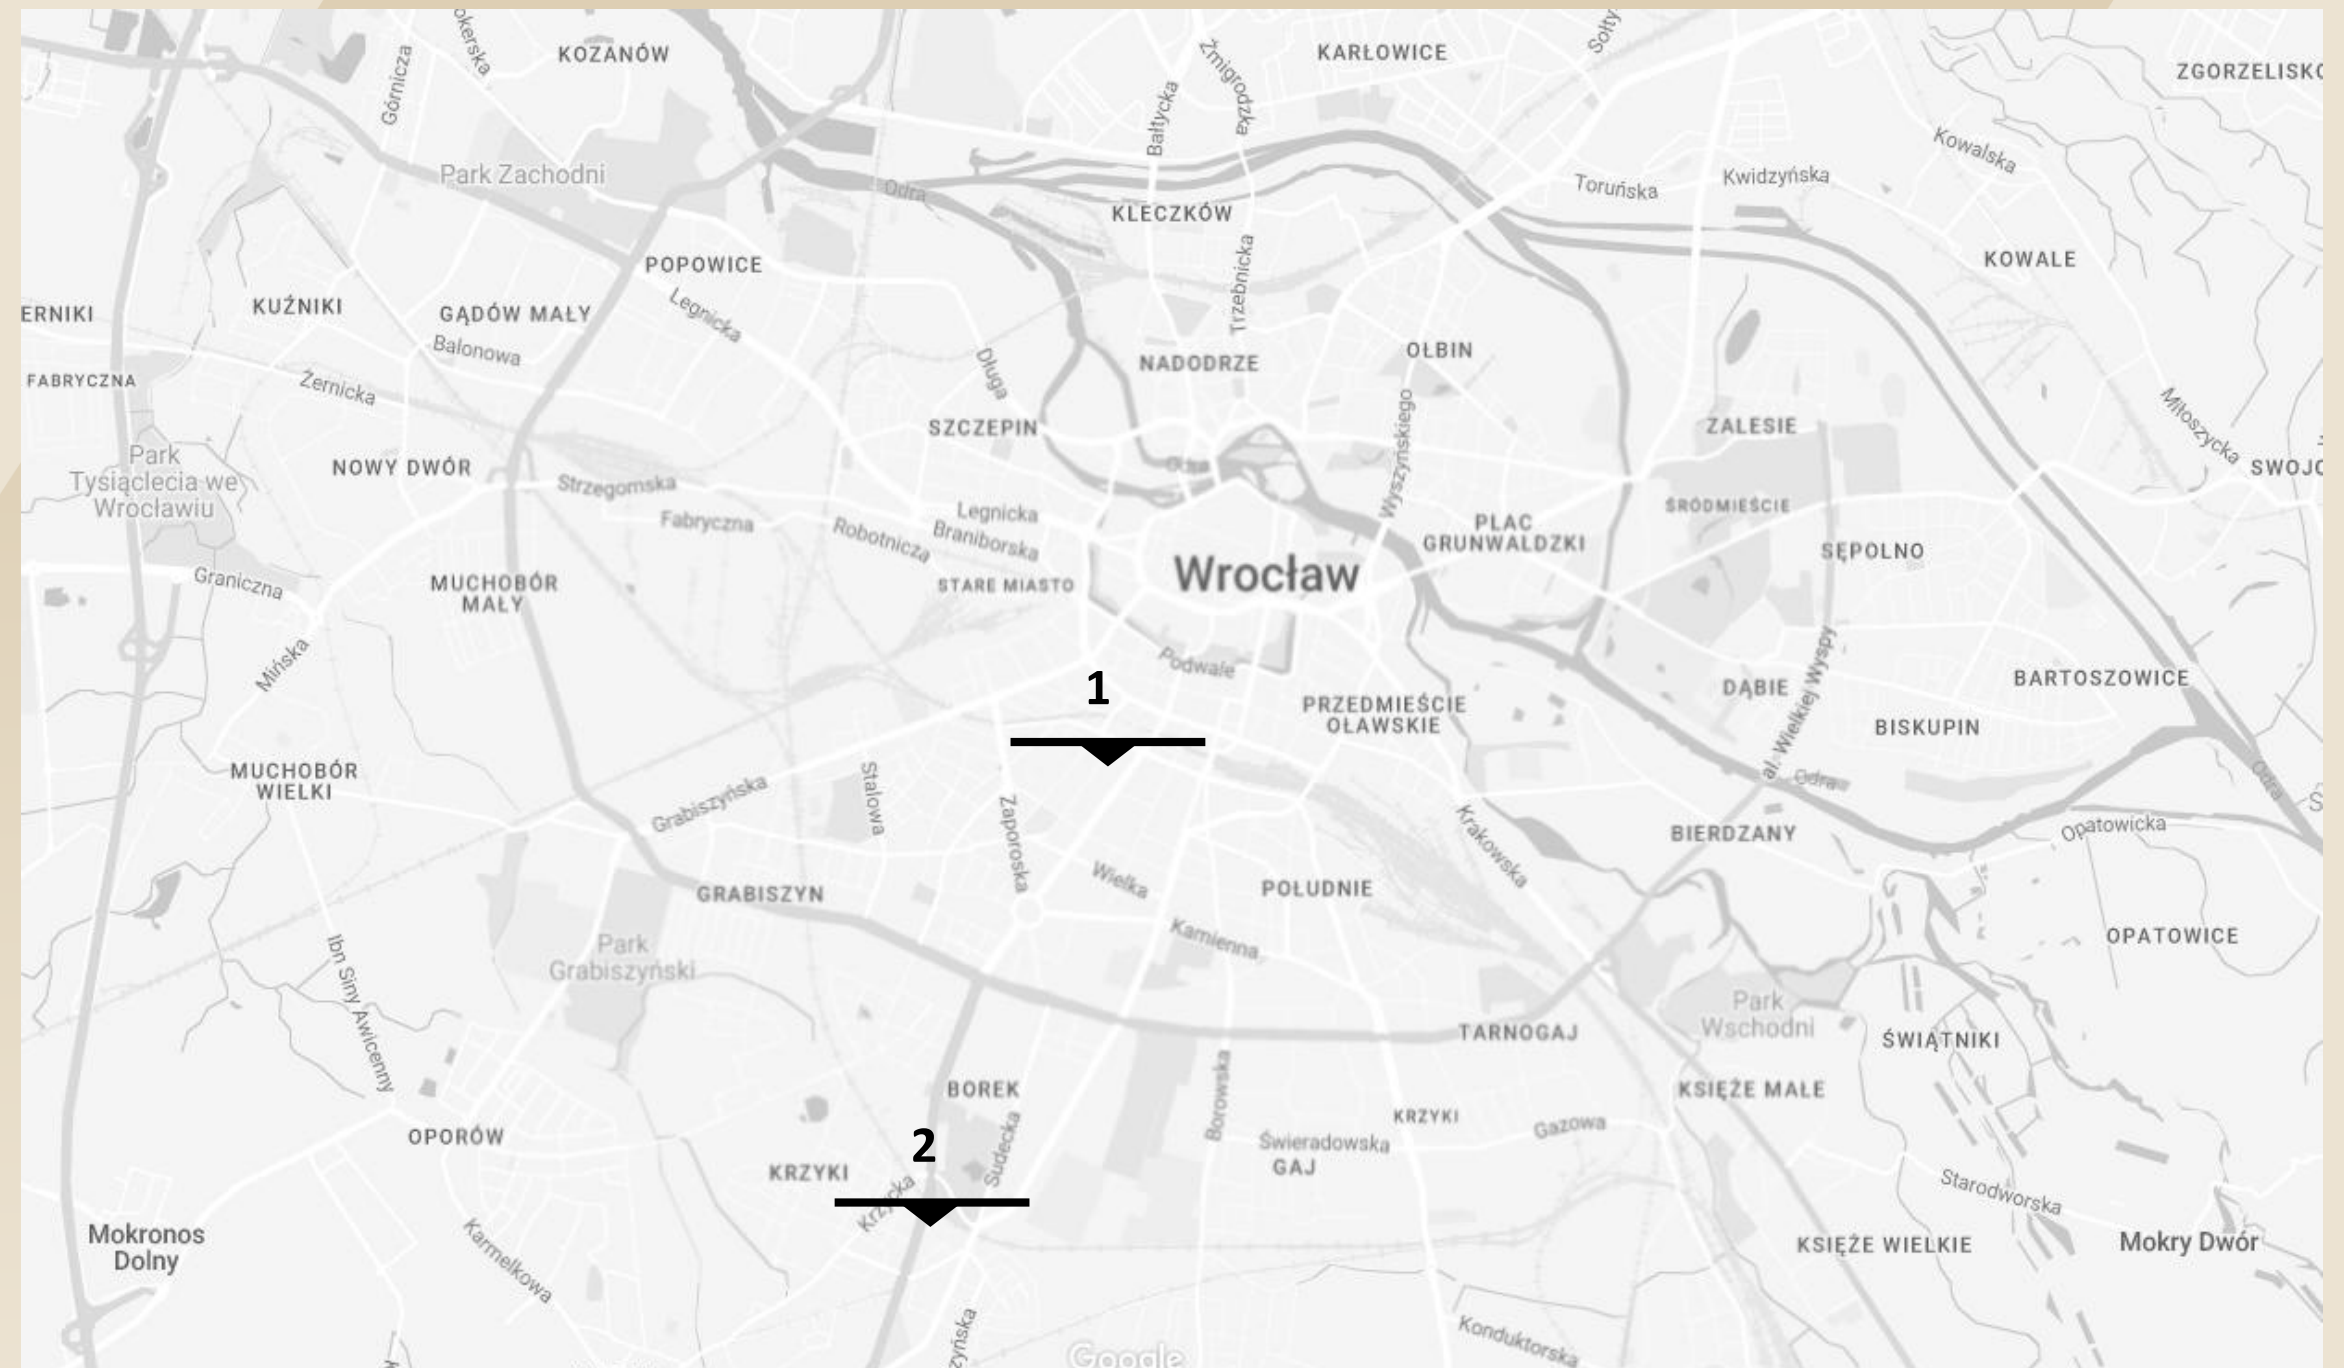 KOZANÓW
KARŁOWICE
ZGORZELISKO
Górnicza
Bałtycka
Żmigrodzka
Kowalska
Park Zachodni
Odra
Toruńska
Kwidzyńska
KLECZKÓW
POPOWICE
KOWALE
Trzebnicka
KUŹNIKI
GĄDÓW MAŁY
Legnicka
ERNIKI
Balonowa
OŁBIN
NADODRZE
Długa
FABRYCZNA
Żernicka
Wyszyńskiego
Miłoszycka
SZCZEPIN
ZALESIE
Park
Tysiąclecia we
Wrocławiu
NOWY DWÓR
Odra
SWOJC
Strzegomska
Legnicka
ŚRÓDMIEŚCIE
Fabryczna
Robotnicza
Braniborska
PLAC
GRUNWALDZKI
SĘPOLNO
Wrocław
Graniczna
MUCHOBÓR
MAŁY
STARE MIASTO
Mińska
Podwale
1
al. Wielkiej Wyspy
DĄBIE
BARTOSZOWICE
PRZEDMIEŚCIE
OŁAWSKIE
BISKUPIN
MUCHOBÓR
WIELKI
Odra
Odra
Stalowa
Grabiszyńska
Zaporoska
Krakowska
BIERDZANY
Opatowicka
Wielka
GRABISZYN
POŁUDNIE
Kamienna
OPATOWICE
Park
Grabiszyński
Ibn Siny Awicenny
Park
Wschodni
TARNOGAJ
ŚWIĄTNIKI
BOREK
KSIĘŻE MAŁE
Borowska
KRZYKI
Gazowa
OPORÓW
2
Sudecka
Świeradowska
GAJ
KRZYKI
Krzycka
Starodworska
Mokronos
Dolny
KSIĘŻE WIELKIE
Mokry Dwór
Karmelkowa
Konduktorska
Google